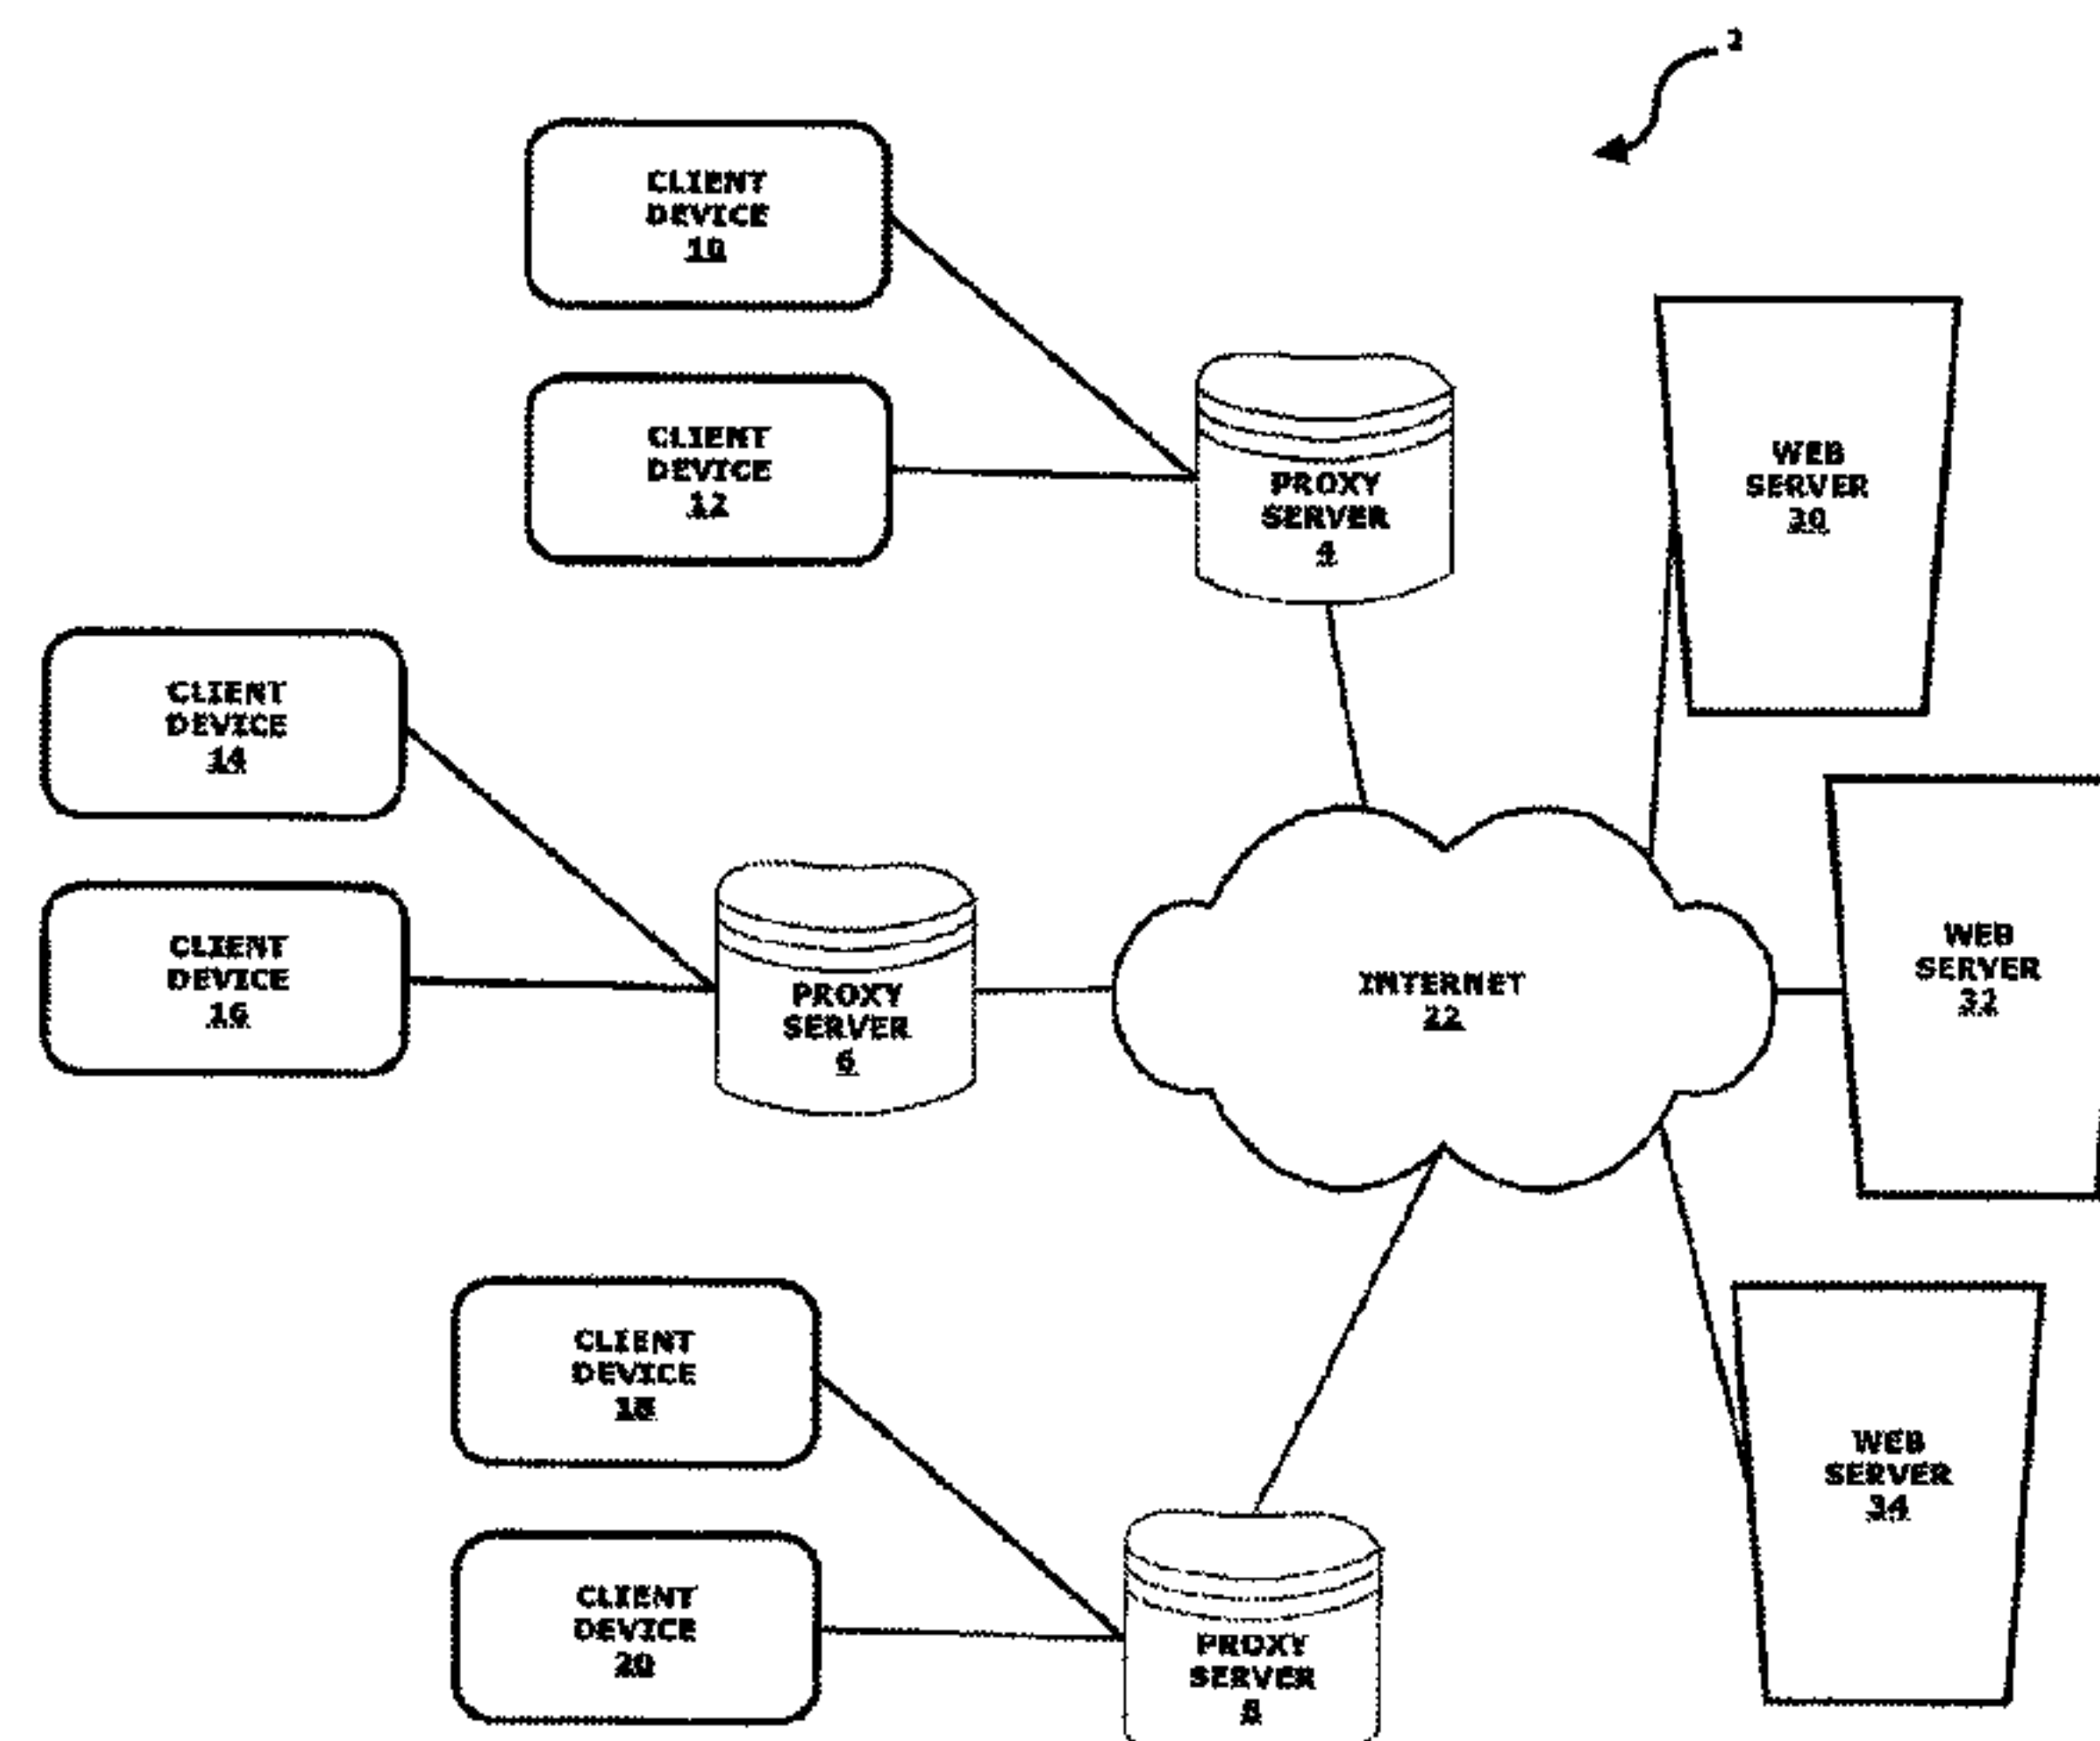 2
CLIENT
DEVICE
10
CLIENT
DEVICE
12
PROXY
SERVER
4
WEB
SERVER
30
CLIENT
DEVICE
14
CLIENT
DEVICE
16
PROXY
SERVER
6
INTERNET
22
WEB
SERVER
32
CLIENT
DEVICE
18
CLIENT
DEVICE
20
PROXY
SERVER
8
WEB
SERVER
34